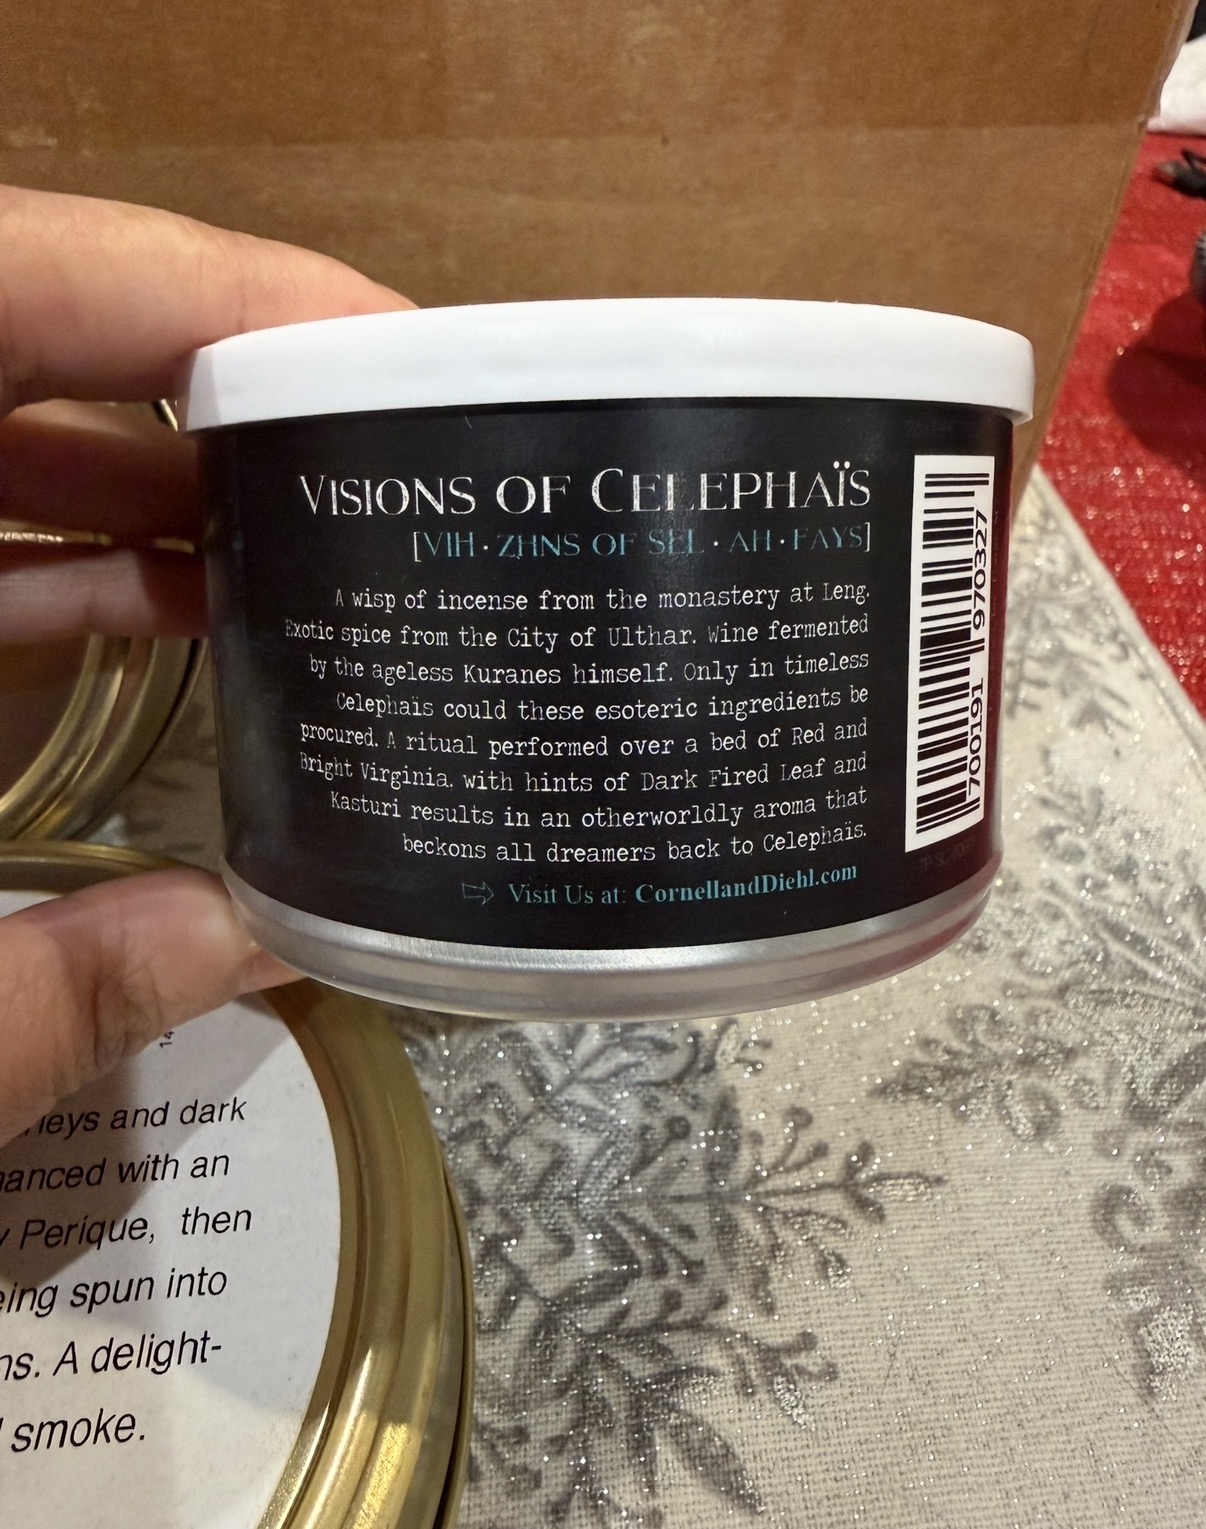 VISIONS OF CELEPHAÏS
[VIH · ZHNS OF SEL · AH · FAYS]
A wisp of incense from the monastery at Leng.
Exotic spice from the City of Ulthar. Wine fermented
by the ageless Kuranes himself. Only in timeless
Celephaïs could these esoteric ingredients be
procured. A ritual performed over a bed of Red and
Bright Virginia, with hints of Dark Fired Leaf and
Kasturi results in an otherworldly aroma that
beckons all dreamers back to Celephaïs.
⇨ Visit Us at: CornellandDiehl.com
700191 970327
and dark
with an
Perique, then
spun into
A delight-
smoke.